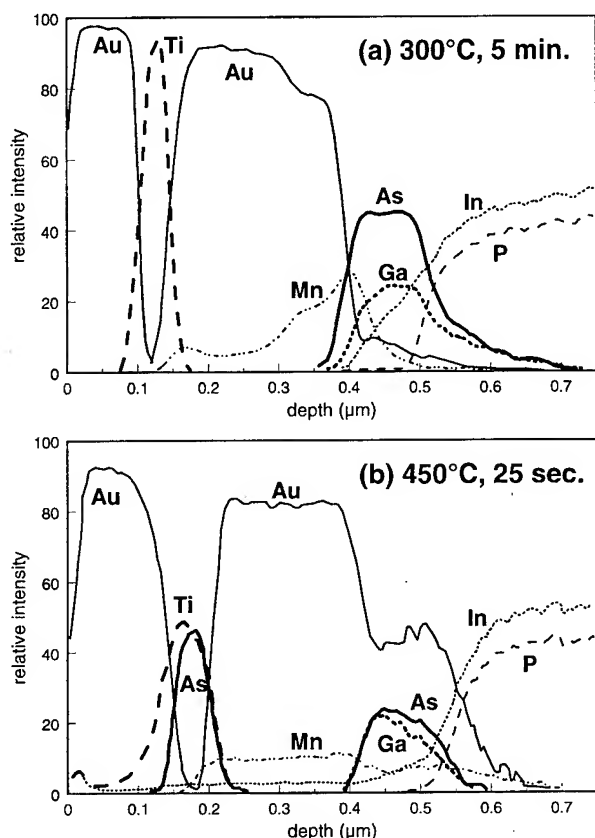 (a) 300°C, 5 min.
relative intensity
100
80
60
40
20
0
Au
Ti
Au
Mn
As
Ga
In
P
0
0.1
0.2
0.3
0.4
0.5
0.6
0.7
depth (µm)
(b) 450°C, 25 sec.
relative intensity
100
80
60
40
20
0
Au
Ti
As
Au
Mn
As
Ga
In
P
0
0.1
0.2
0.3
0.4
0.5
0.6
0.7
depth (µm)